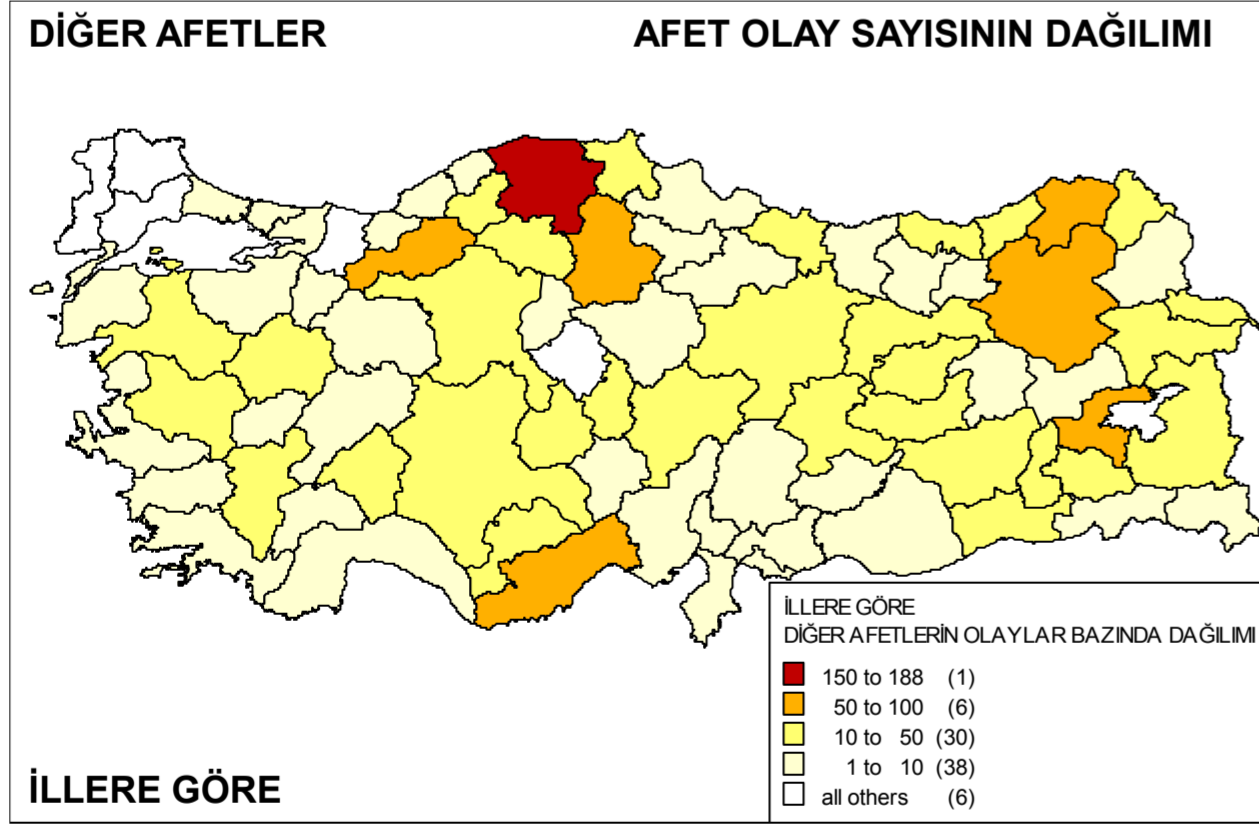 DİĞER AFETLER
AFET OLAY SAYISININ DAĞILIMI
İLLERE GÖRE
DİĞER AFETLERİN OLAYLAR BAZINDA DAĞILIMI
150 to 188 (1)
50 to 100 (6)
10 to 50 (30)
1 to 10 (38)
all others (6)
İLLERE GÖRE